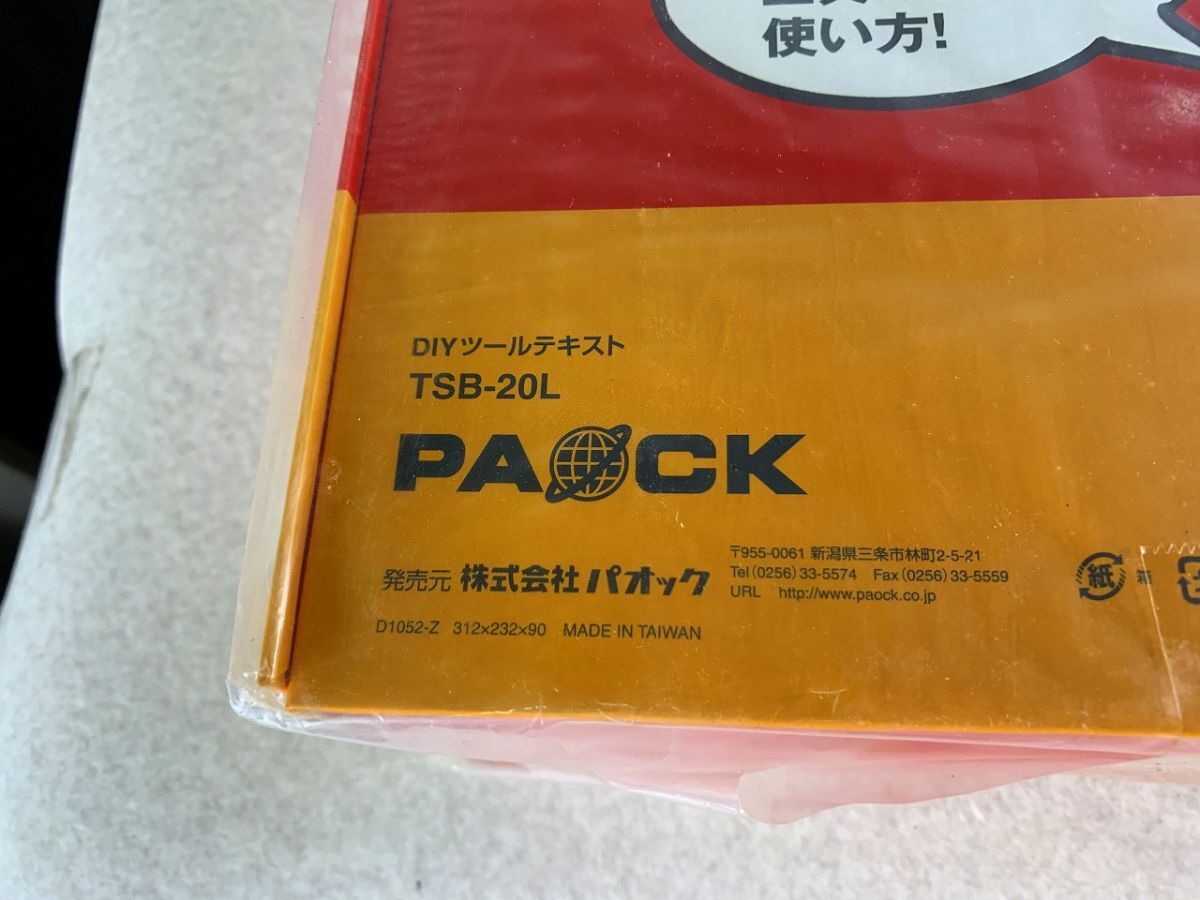 使い方!
DIYツールテキスト
TSB-20L
PAOCK
発売元 株式会社 パオック
〒955-0061 新潟県三条市林町2-5-21
Tel(0256)33-5574 Fax(0256)33-5559
URL http://www.paock.co.jp
紙 箱
D1052-Z 312×232×90 MADE IN TAIWAN